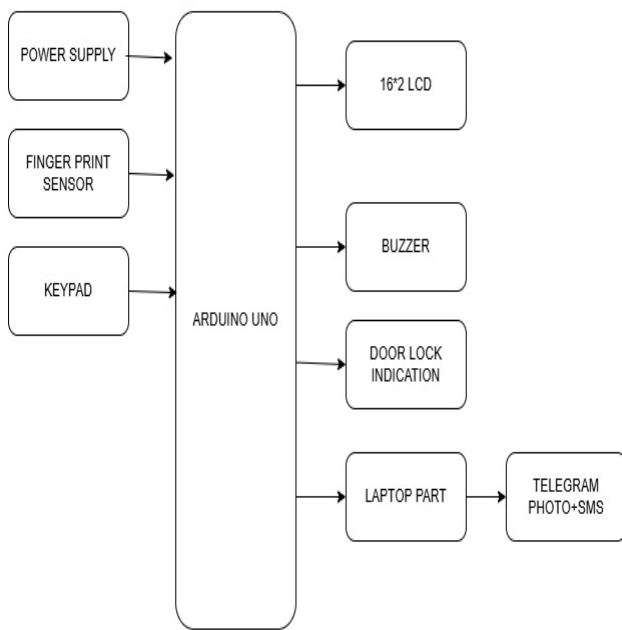 POWER SUPPLY
FINGER PRINT
SENSOR
KEYPAD
ARDUINO UNO
16*2 LCD
BUZZER
DOOR LOCK
INDICATION
LAPTOP PART
TELEGRAM
PHOTO+SMS